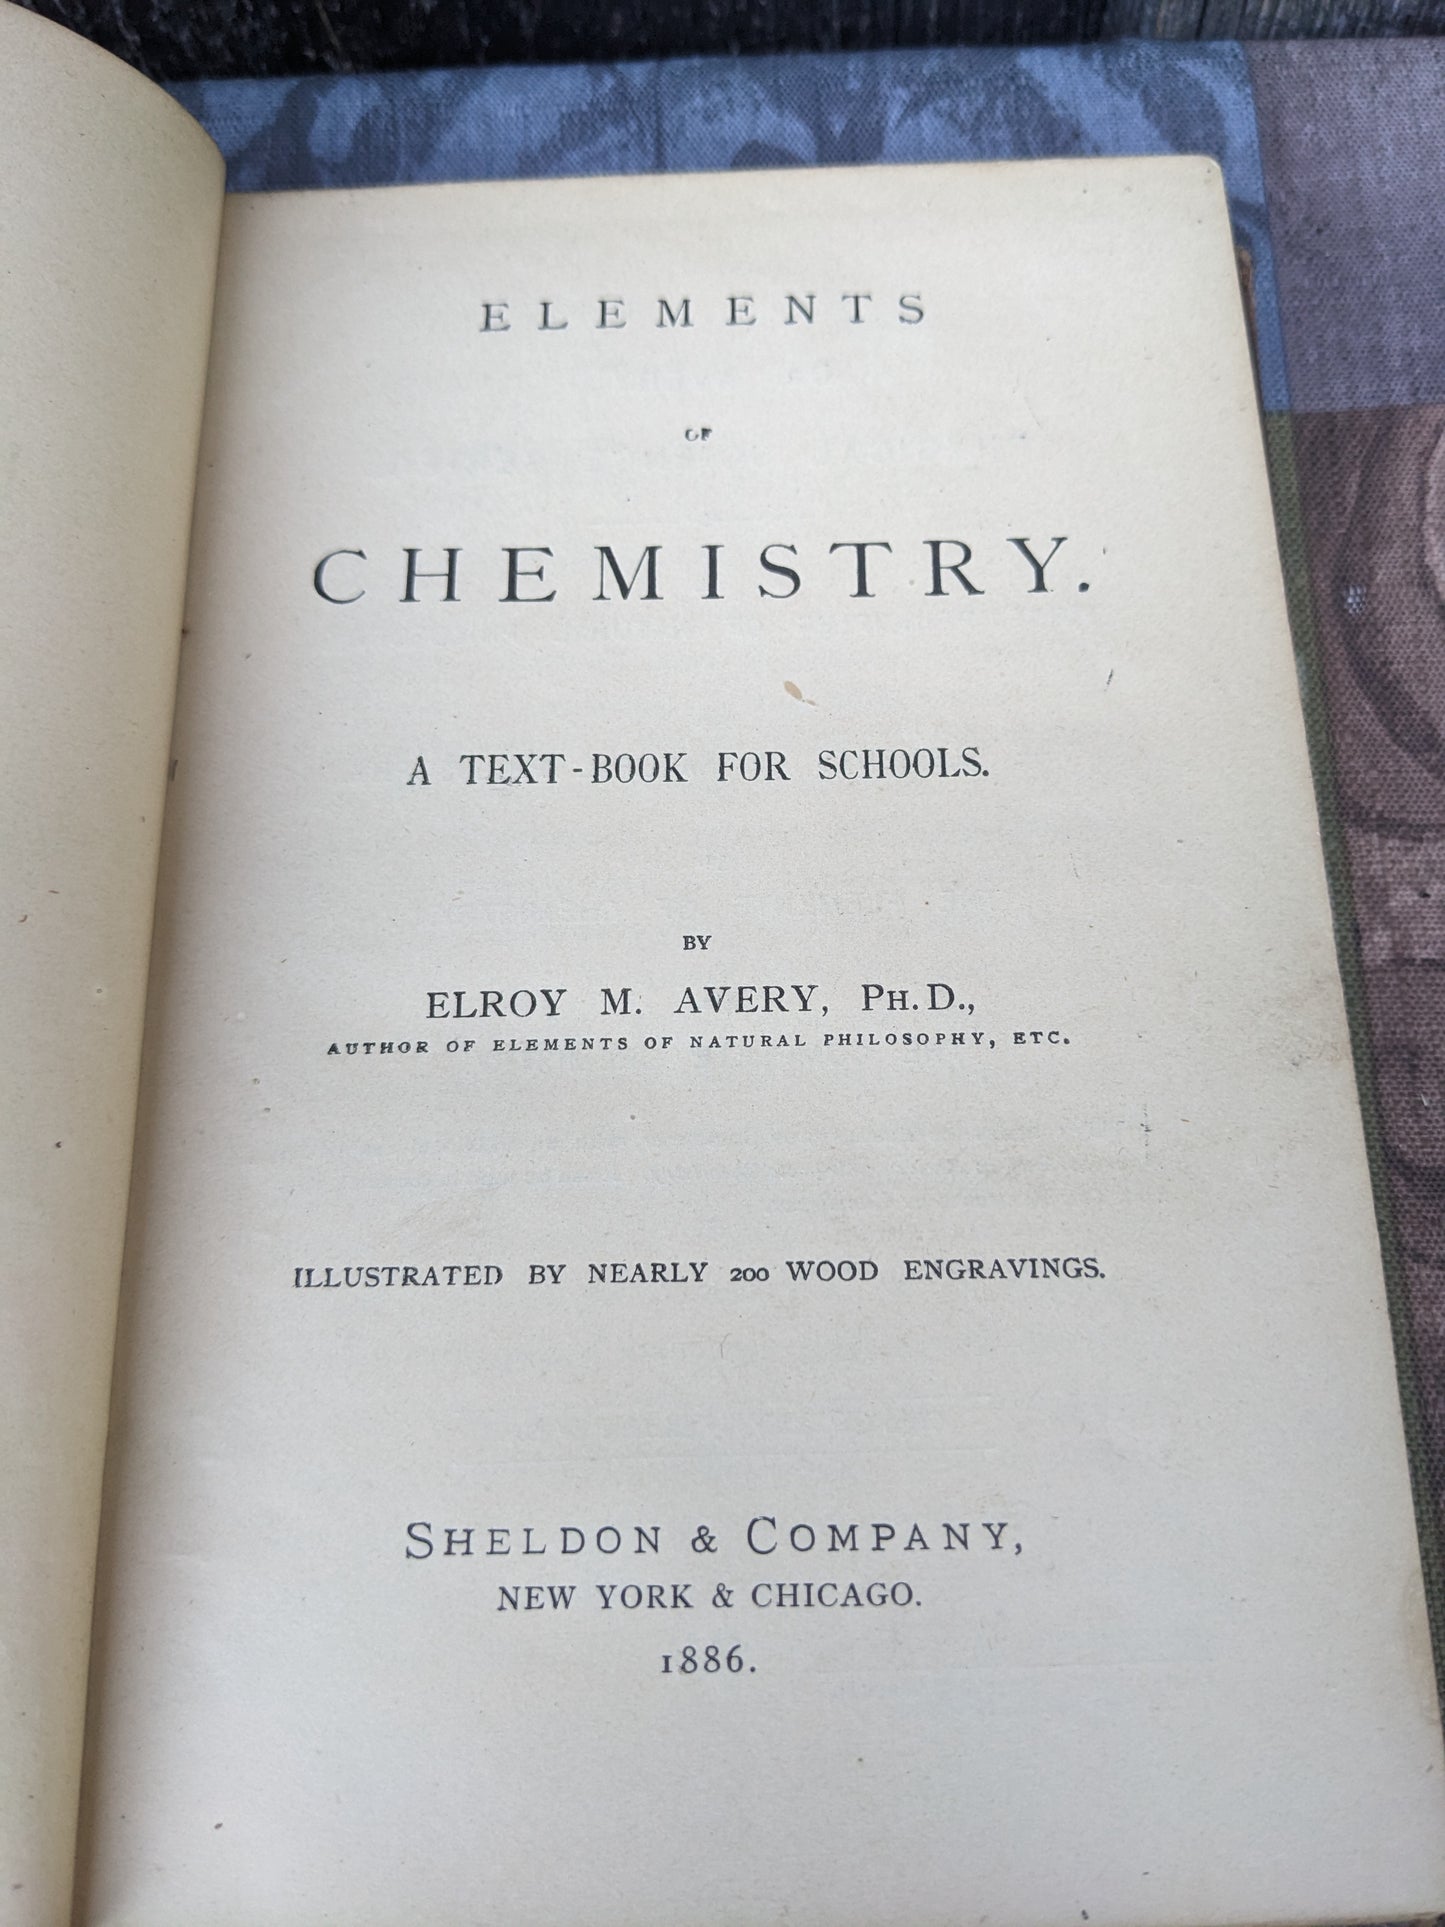 ELEMENTS
OF
CHEMISTRY.
A TEXT-BOOK FOR SCHOOLS.
BY
ELROY M. AVERY, PH.D.,
AUTHOR OF ELEMENTS OF NATURAL PHILOSOPHY, ETC.
ILLUSTRATED BY NEARLY 200 WOOD ENGRAVINGS.
SHELDON & COMPANY,
NEW YORK & CHICAGO.
1886.